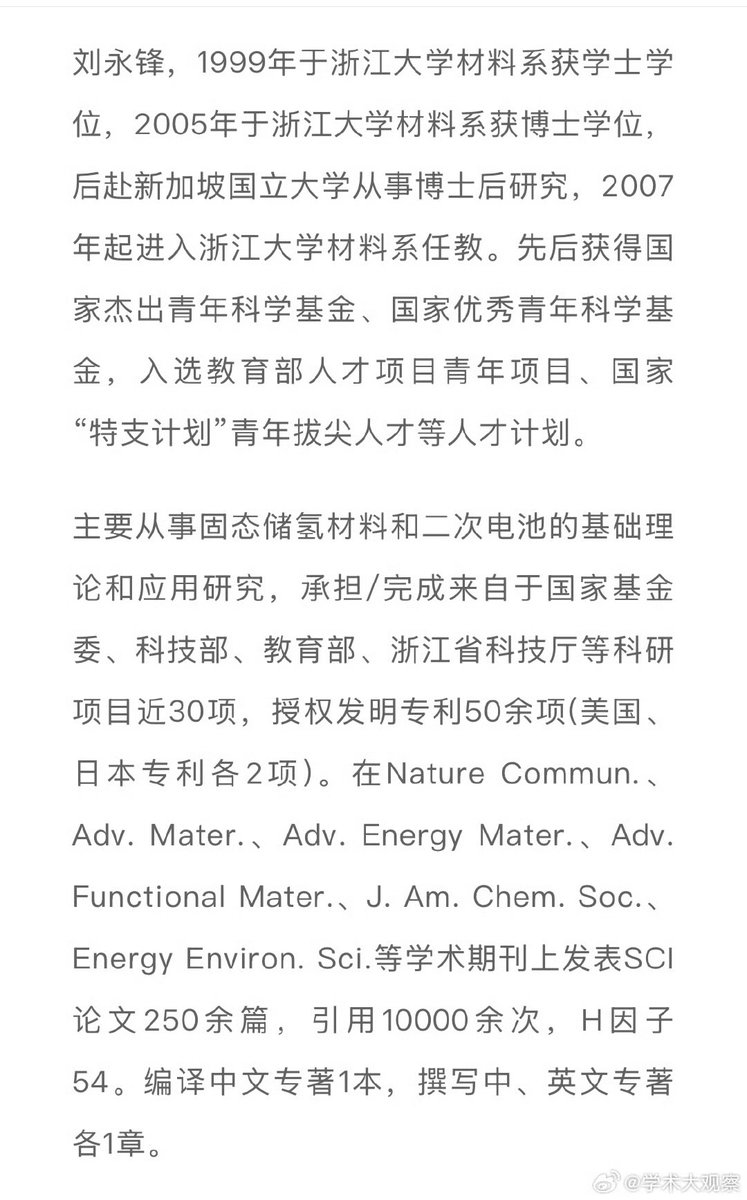 刘永锋，1999年于浙江大学材料系获学士学
位，2005年于浙江大学材料系获博士学位，
后赴新加坡国立大学从事博士后研究，2007
年起进入浙江大学材料系任教。先后获得国
家杰出青年科学基金、国家优秀青年科学基
金，入选教育部人才项目青年项目、国家
“特支计划”青年拔尖人才等人才计划。
主要从事固态储氢材料和二次电池的基础理
论和应用研究，承担/完成来自于国家基金
委、科技部、教育部、浙江省科技厅等科研
项目近30项，授权发明专利50余项(美国、
日本专利各2项)。在Nature Commun.、
Adv. Mater.、Adv. Energy Mater.、Adv.
Functional Mater.、J. Am. Chem. Soc.、
Energy Environ. Sci.等学术期刊上发表SCI
论文250余篇，引用10000余次，H因子
54。编译中文专著1本，撰写中、英文专著
各1章。
@学术大观察